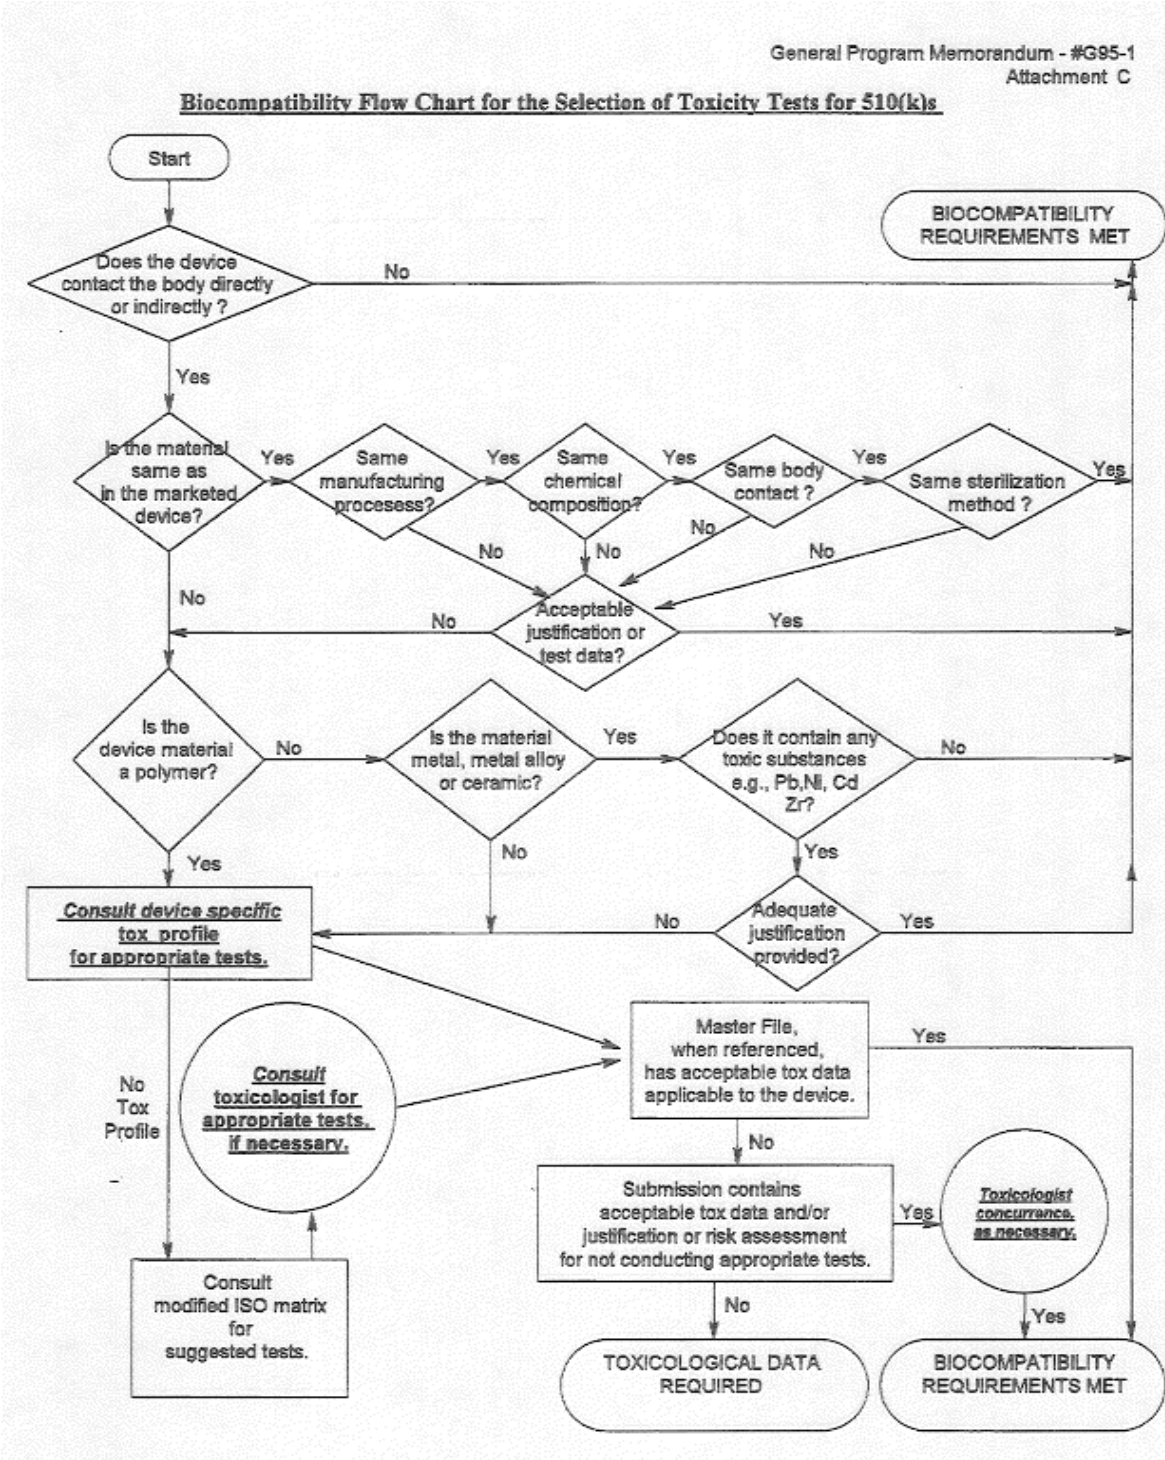 General Program Memorandum - #G95-1
Attachment C
Biocompatibility Flow Chart for the Selection of Toxicity Tests for 510(k)s
Start
BIOCOMPATIBILITY
REQUIREMENTS MET
Does the device
contact the body directly
or indirectly ?
No
Yes
Is the material
same as
in the marketed
device?
Yes
Same
manufacturing
procesess?
Yes
Same
chemical
composition?
Yes
Same body
contact ?
Yes
Same sterilization
method ?
Yes
No
No
No
No
No
Acceptable
justification or
test data?
No
Yes
Is the
device material
a polymer?
No
Is the material
metal, metal alloy
or ceramic?
Yes
Does it contain any
toxic substances
e.g., Pb,Ni, Cd
Zr?
No
Yes
No
Yes
Consult device specific
tox profile
for appropriate tests.
No
Adequate
justification
provided?
Yes
No
Tox
Profile
Consult
toxicologist for
appropriate tests,
if necessary.
Master File,
when referenced,
has acceptable tox data
applicable to the device.
Yes
No
Submission contains
acceptable tox data and/or
justification or risk assessment
for not conducting appropriate tests.
Yes
Toxicologist
concurrence,
as necessary.
Consult
modified ISO matrix
for
suggested tests.
No
Yes
TOXICOLOGICAL DATA
REQUIRED
BIOCOMPATIBILITY
REQUIREMENTS MET